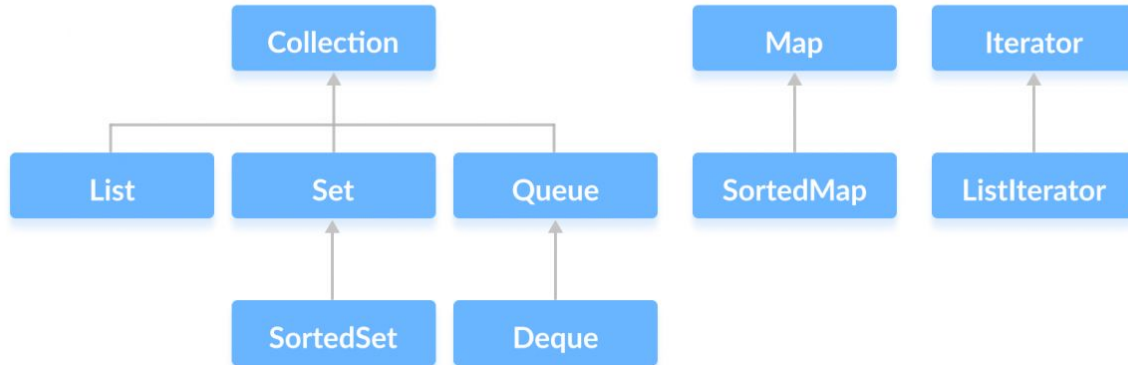 Collection
Map
Iterator
List
Set
Queue
SortedMap
ListIterator
SortedSet
Deque